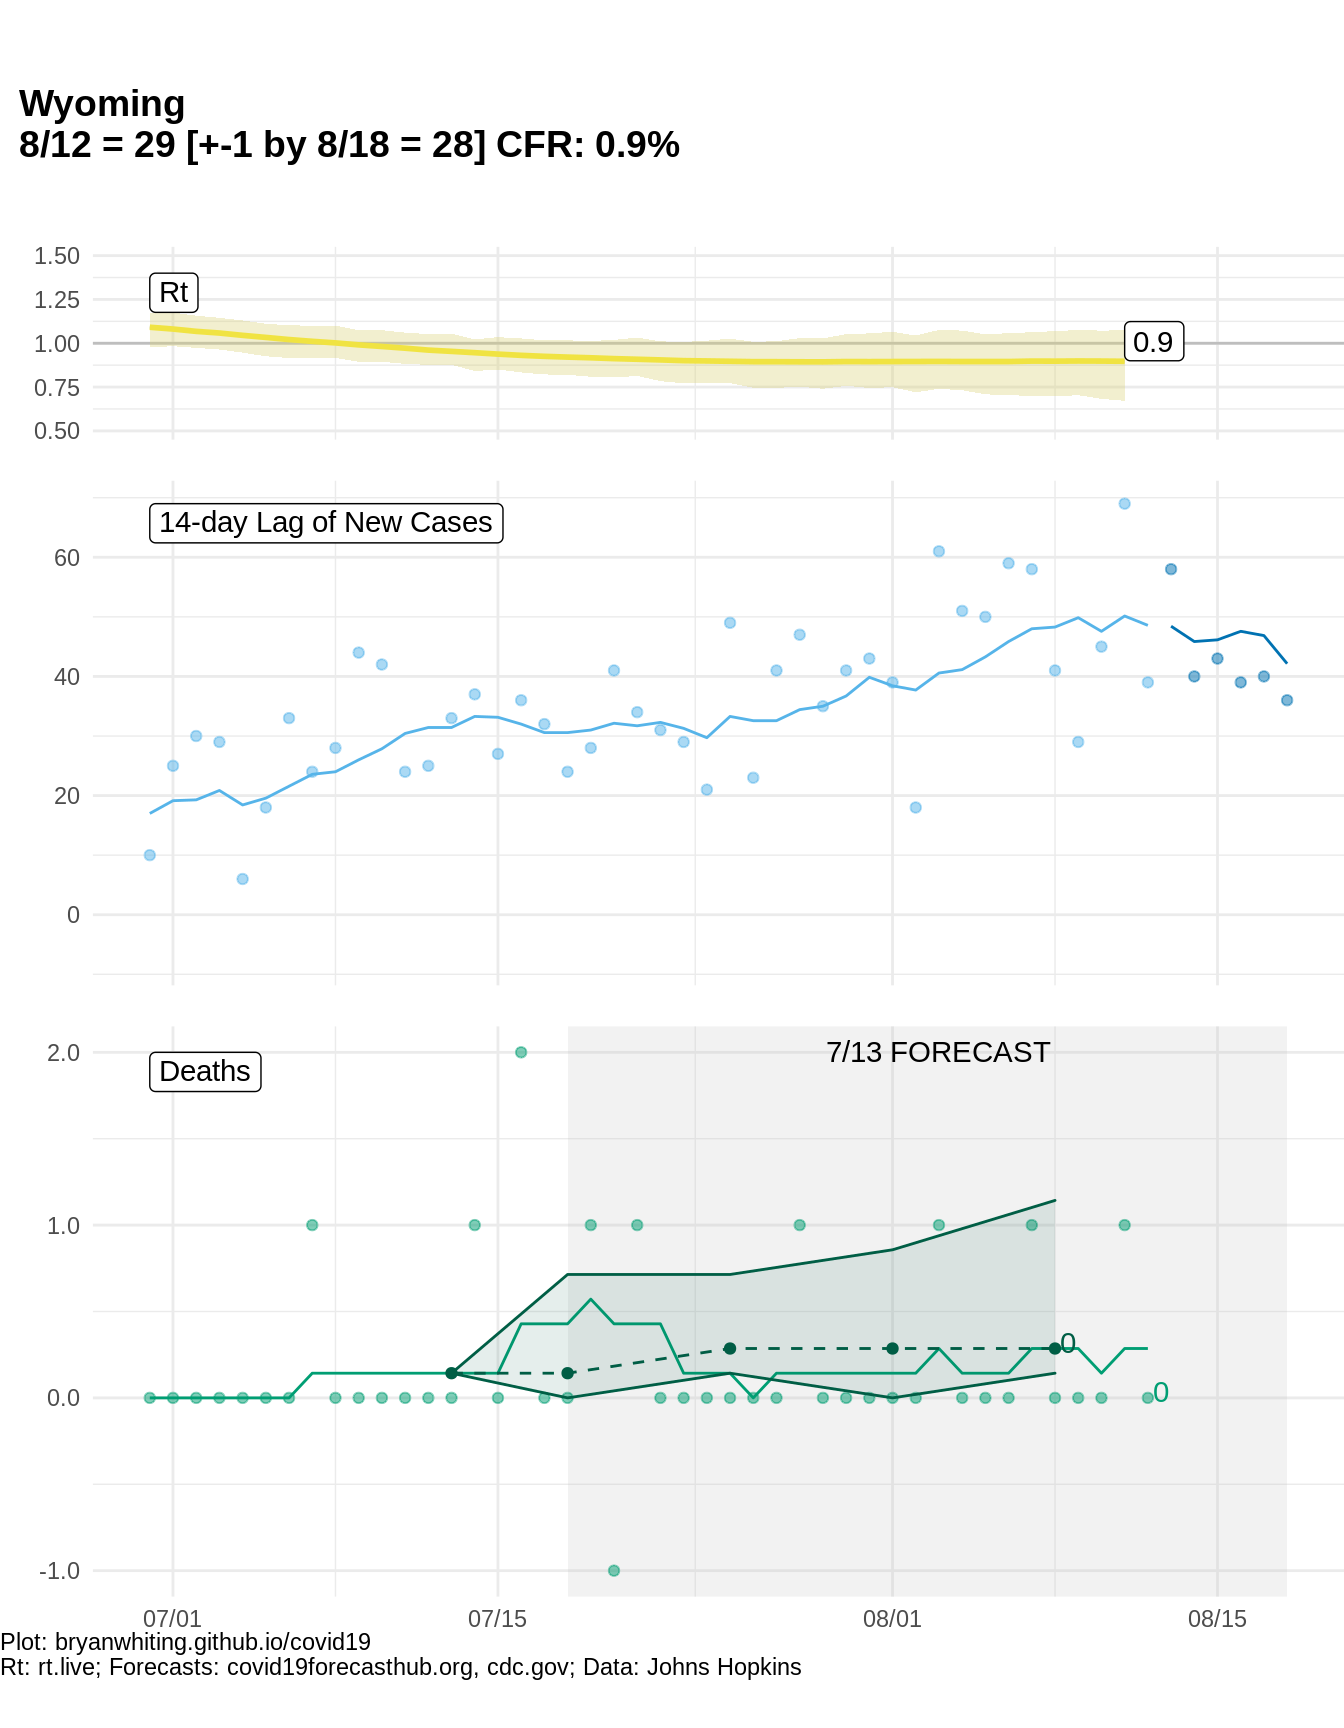 Wyoming
8/12 = 29 [+-1 by 8/18 = 28] CFR: 0.9%
1.50
1.25
1.00
0.75
0.50
Rt
0.9
14-day Lag of New Cases
60
40
20
0
7/13 FORECAST
Deaths
2.0
1.0
0.0
-1.0
0
0
07/01
07/15
08/01
08/15
Plot: bryanwhiting.github.io/covid19
Rt: rt.live; Forecasts: covid19forecasthub.org, cdc.gov; Data: Johns Hopkins